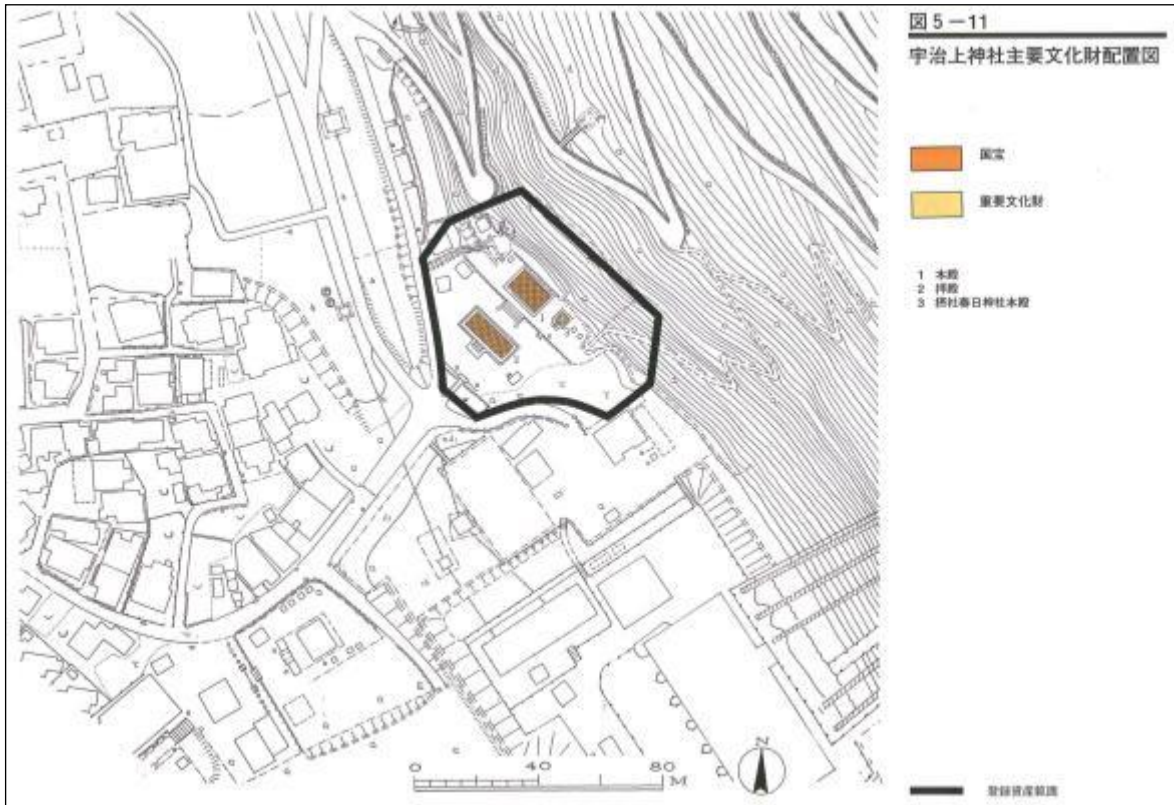 図5－11
宇治上神社主要文化財配置図
国宝
重要文化財
1 本殿
2 拝殿
3 摂社春日神社本殿
N
0 40 80
M
登録資産範囲